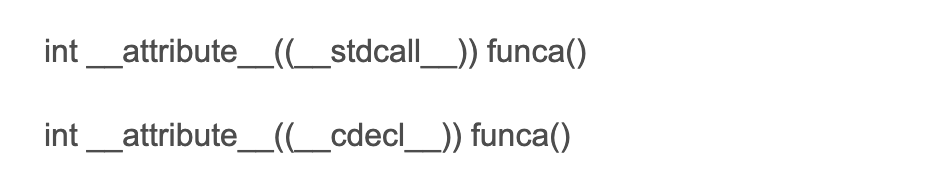 int __attribute__((__stdcall__)) funca()
int __attribute__((__cdecl__)) funca()